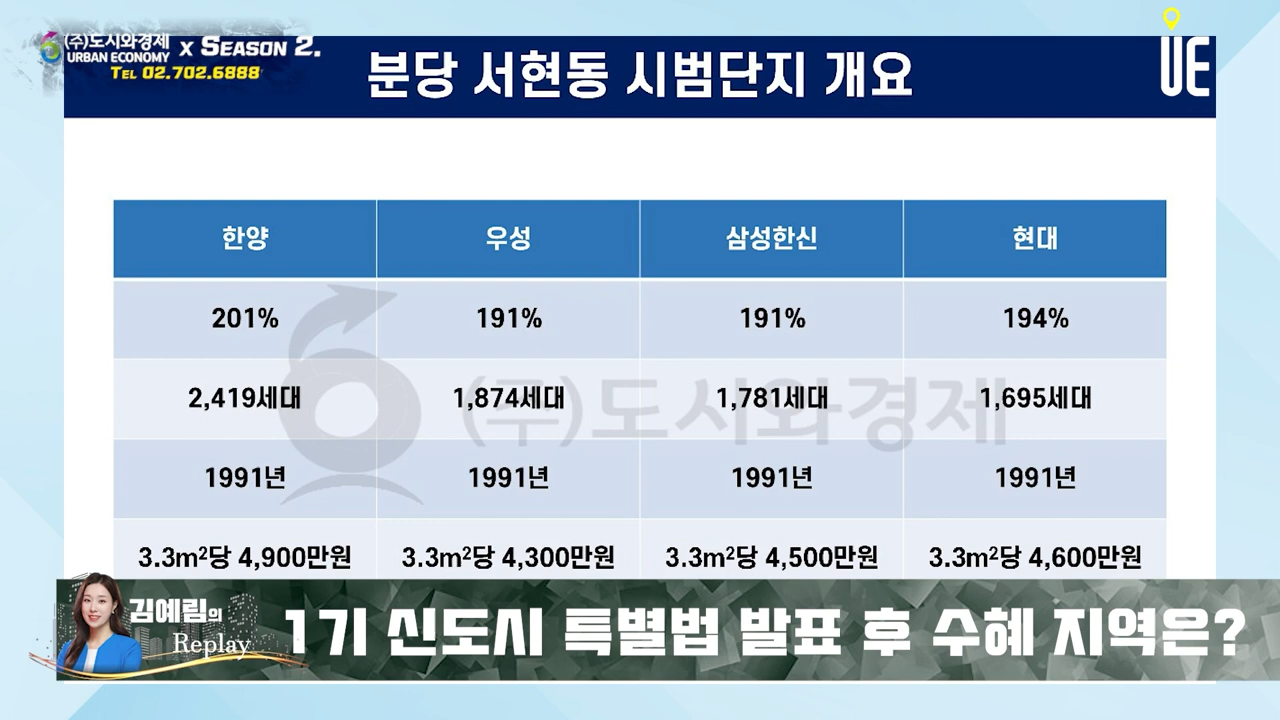 (주)도시와경제
URBAN ECONOMY
X SEASON 2.
TEL 02.702.6888
분당 서현동 시범단지 개요
UE
한양 우성 삼성한신 현대
201% 191% 191% 194%
2,419세대 1,874세대 1,781세대 1,695세대
(주)도시와경제
1991년 1991년 1991년 1991년
3.3m²당 4,900만원 3.3m²당 4,300만원 3.3m²당 4,500만원 3.3m²당 4,600만원
김예림의
Replay
1기 신도시 특별법 발표 후 수혜 지역은?